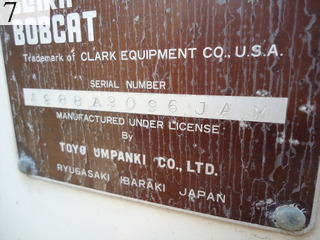 7
BOBCAT
Trademark of CLARK EQUIPMENT CO., U.S.A.
SERIAL NUMBER
MANUFACTURED UNDER LICENSE
By
TOYO UMPANKI CO., LTD.
RYUGASAKI IBARAKI JAPAN